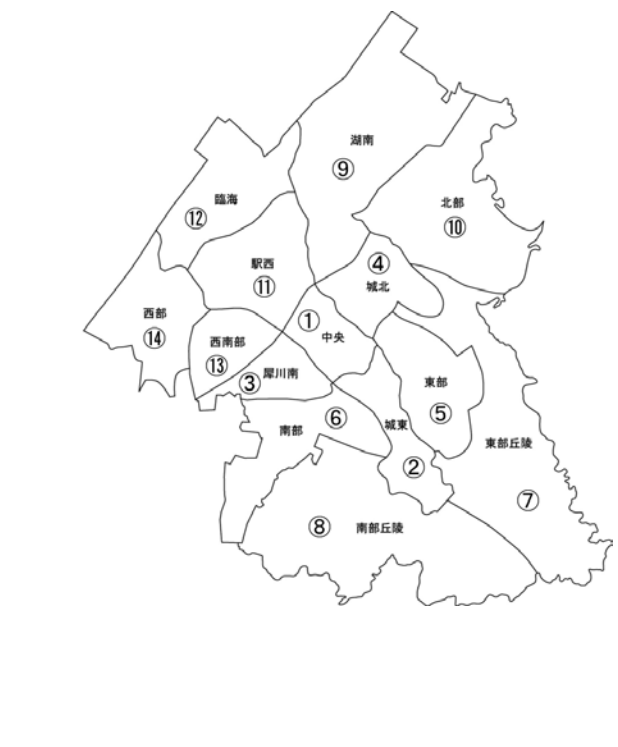 湖南
⑨
臨海
⑫
北部
⑩
駅西
⑪
④
城北
西部
⑭
①
中央
西南部
⑬
③
犀川南
東部
⑤
南部
⑥
城東
②
東部丘陵
⑦
⑧
南部丘陵